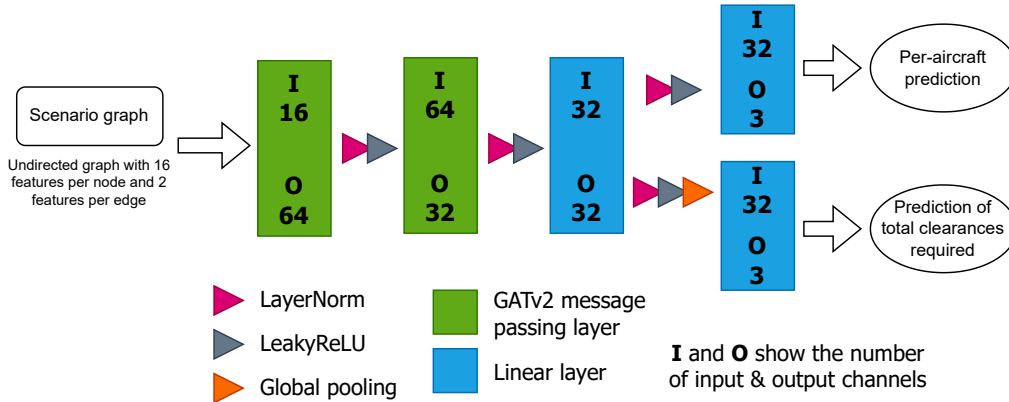 Scenario graph
Undirected graph with 16
features per node and 2
features per edge
I
16
O
64
I
64
O
32
I
32
O
32
I
32
O
3
Per-aircraft
prediction
I
32
O
3
Prediction of
total clearances
required
LayerNorm
LeakyReLU
Global pooling
GATv2 message
passing layer
Linear layer
I and O show the number
of input & output channels